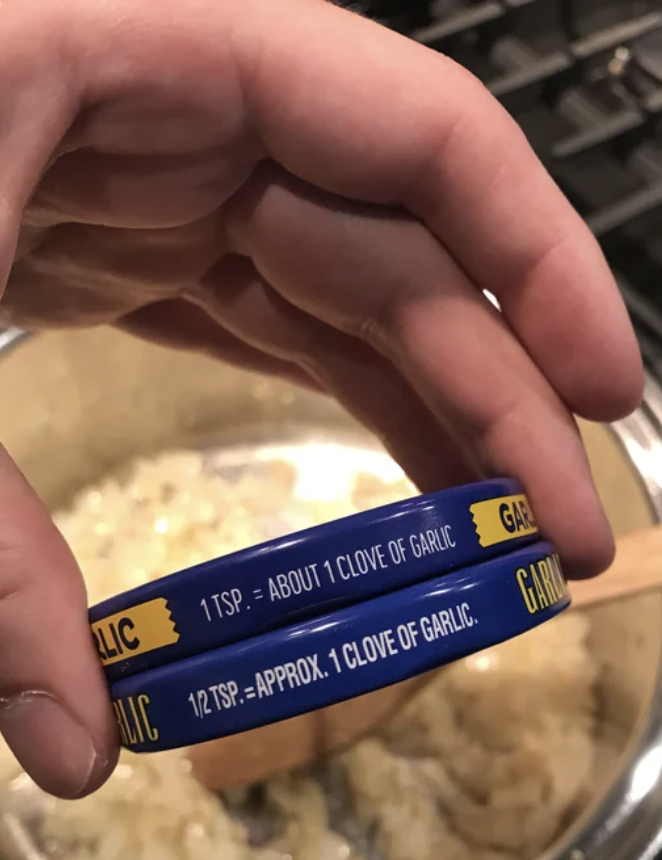 LIC 1 TSP. = ABOUT 1 CLOVE OF GARLIC GAR
RLIC 1/2 TSP. = APPROX. 1 CLOVE OF GARLIC. GARLI